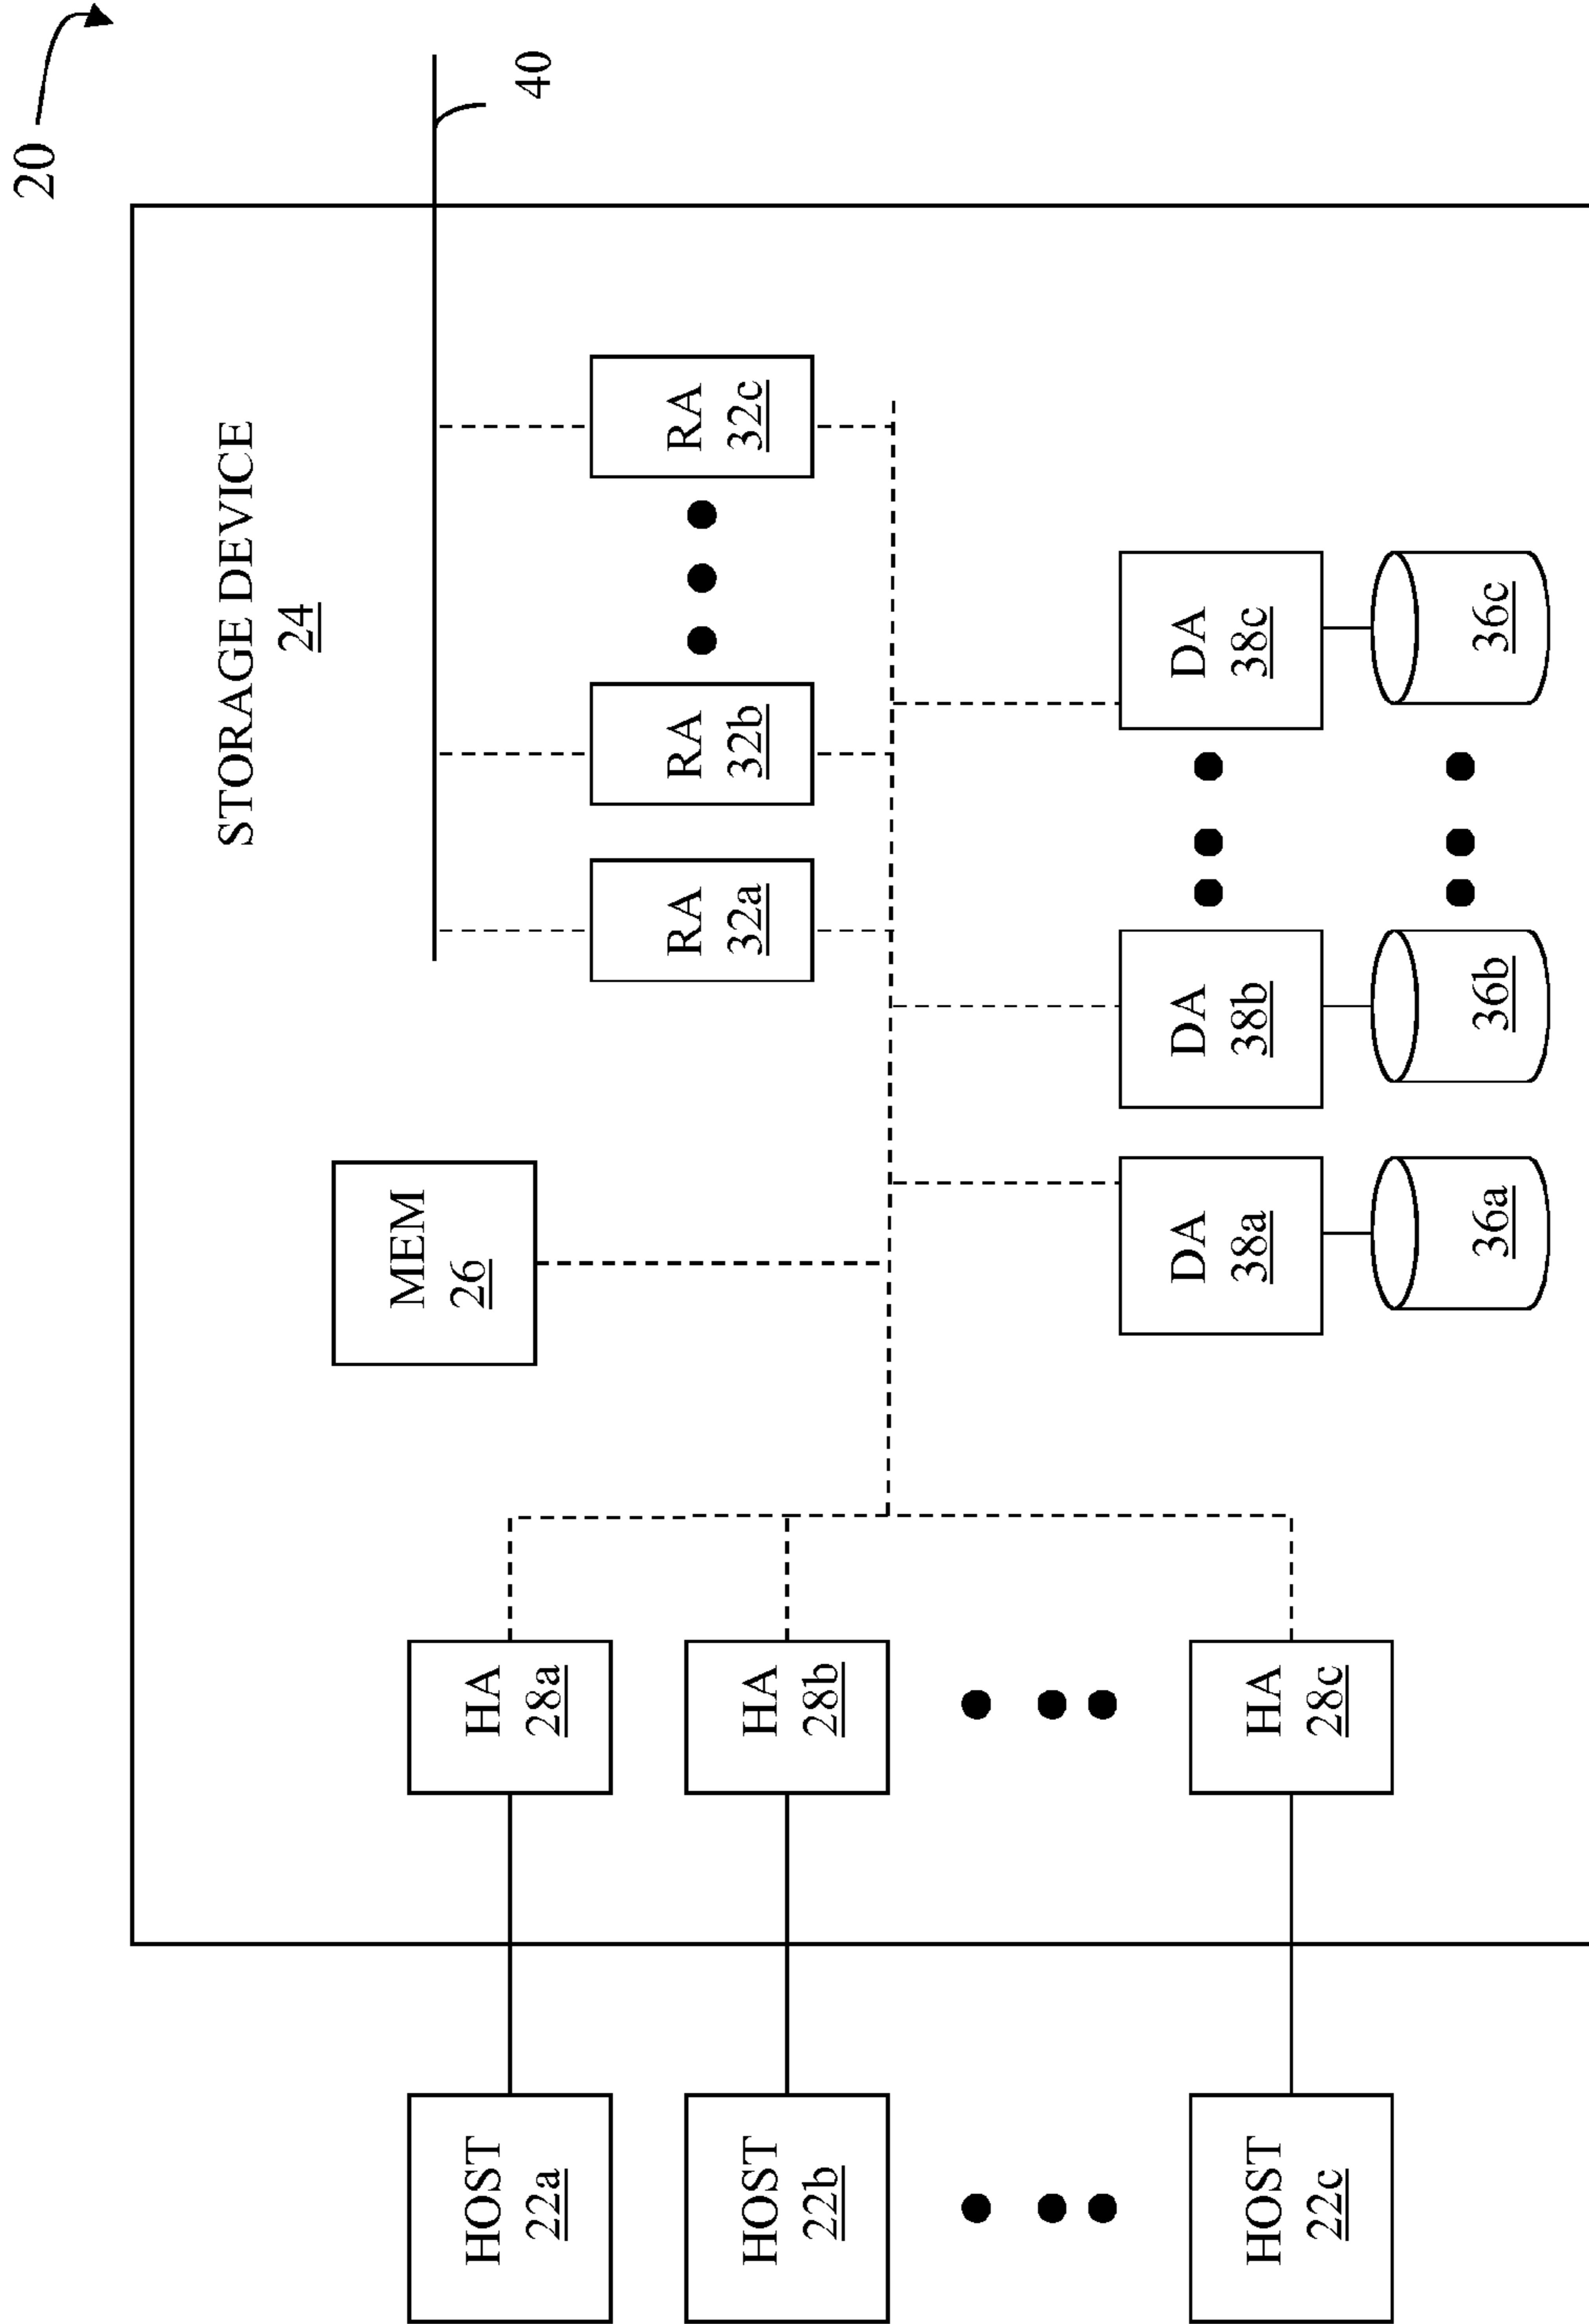 20
STORAGE DEVICE
24
40
MEM
26
RA
32a
RA
32b
RA
32c
HOST
22a
HA
28a
HOST
22b
HA
28b
HOST
22c
HA
28c
DA
38a
DA
38b
DA
38c
36a
36b
36c